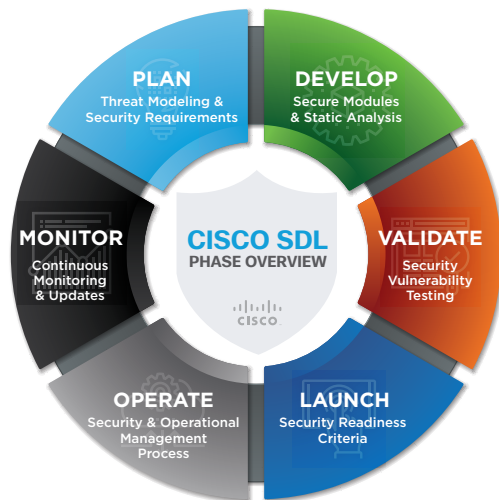 PLAN
Threat Modeling &
Security Requirements
DEVELOP
Secure Modules
& Static Analysis
VALIDATE
Security
Vulnerability
Testing
LAUNCH
Security Readiness
Criteria
OPERATE
Security & Operational
Management
Process
MONITOR
Continuous
Monitoring
& Updates
CISCO SDL
PHASE OVERVIEW
CISCO